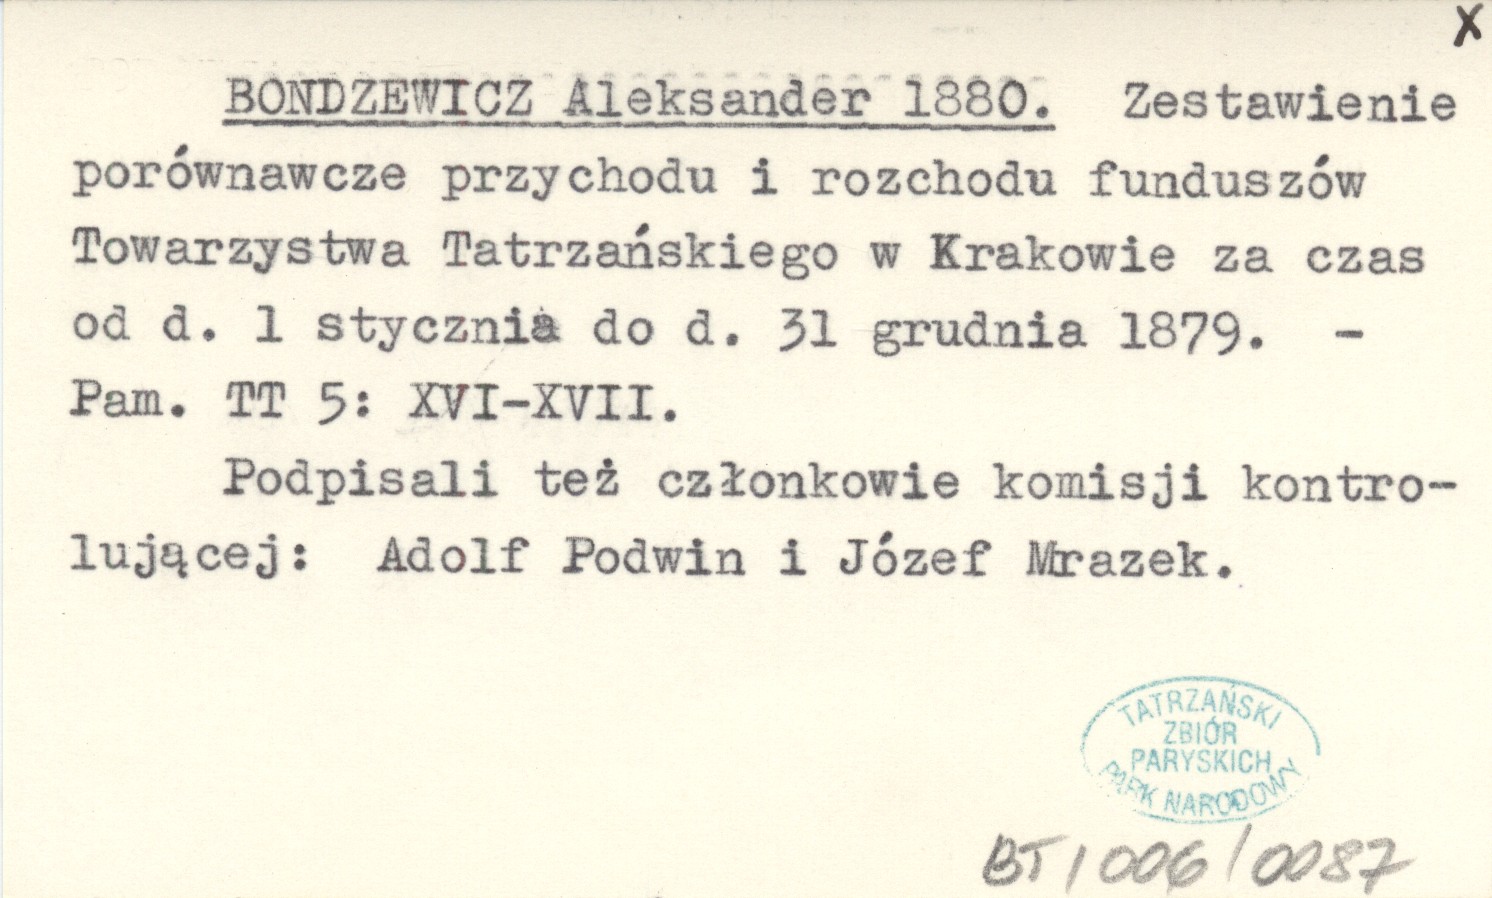 X
BONDZEWICZ Aleksander 1880. Zestawienie
porównawcze przychodu i rozchodu funduszów
Towarzystwa Tatrzańskiego w Krakowie za czas
od d. 1 stycznia do d. 31 grudnia 1879. -
Pam. TT 5: XVI-XVII.
Podpisali też członkowie komisji kontro-
lującej: Adolf Podwin i Józef Mrazek.
TATRZAŃSKI
ZBIÓR
PARYSKICH
PARK NARODOWY
BT/006/0087